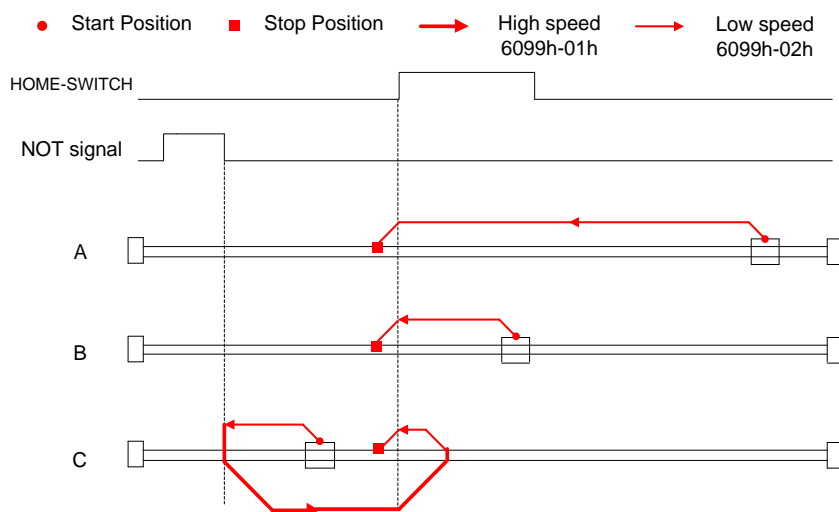 Start Position
Stop Position
High speed
6099h-01h
Low speed
6099h-02h
HOME-SWITCH
NOT signal
A
B
C